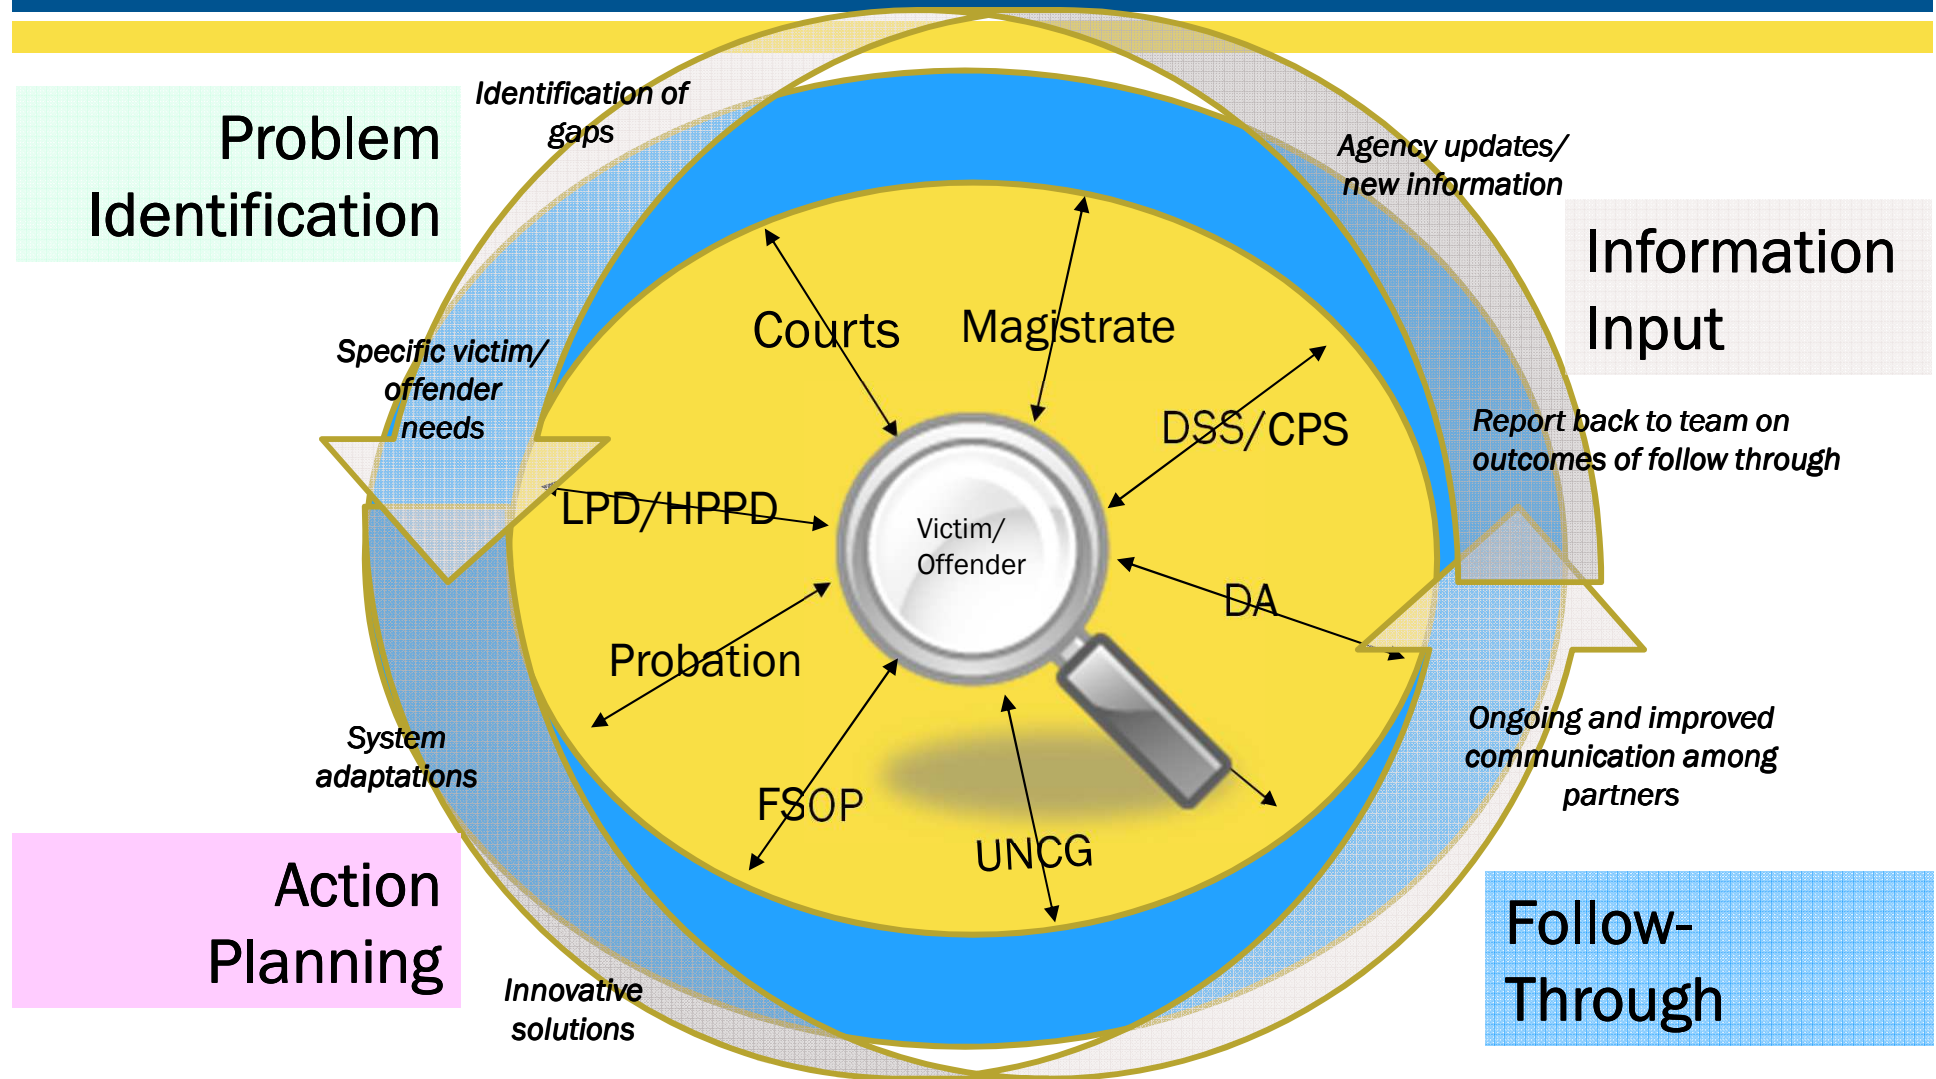 Problem
Identification
Identification of
gaps
Agency updates/
new information
Information
Input
Specific victim/
offender
needs
Courts
Magistrate
DSS/CPS
Report back to team on
outcomes of follow through
LPD/HPPD
Victim/
Offender
DA
Probation
FSOP
UNCG
System
adaptations
Ongoing and improved
communication among
partners
Action
Planning
Innovative
solutions
Follow-
Through